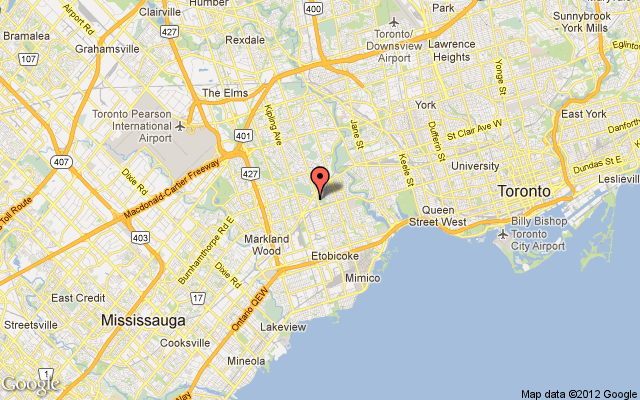 Clairville
Humber
400
Park
Sunnybrook
- York Mills
Bramalea
Airport Rd
427
Rexdale
Toronto/
Downsview
Airport
Lawrence
Heights
Yonge St
Grahamsville
107
The Elms
Toronto Pearson
International
Airport
401
Kipling Ave
Jane St
York
St Clair Ave W
Dufferin St
East York
Danforth
407
Dixie Rd
427
Macdonald-Cartier Freeway
Keele St
University
Dundas St E
Leslieville
Toronto
Toll Route
403
Burnhamthorpe Rd E
Queen
Street West
Billy Bishop
Toronto
City Airport
Markland
Wood
Etobicoke
Mimico
Dixie Rd
East Credit
10
Ontario
QEW
Streetsville
Mississauga
Lakeview
Cooksville
Mineola
1
Google
Map data ©2012 Google